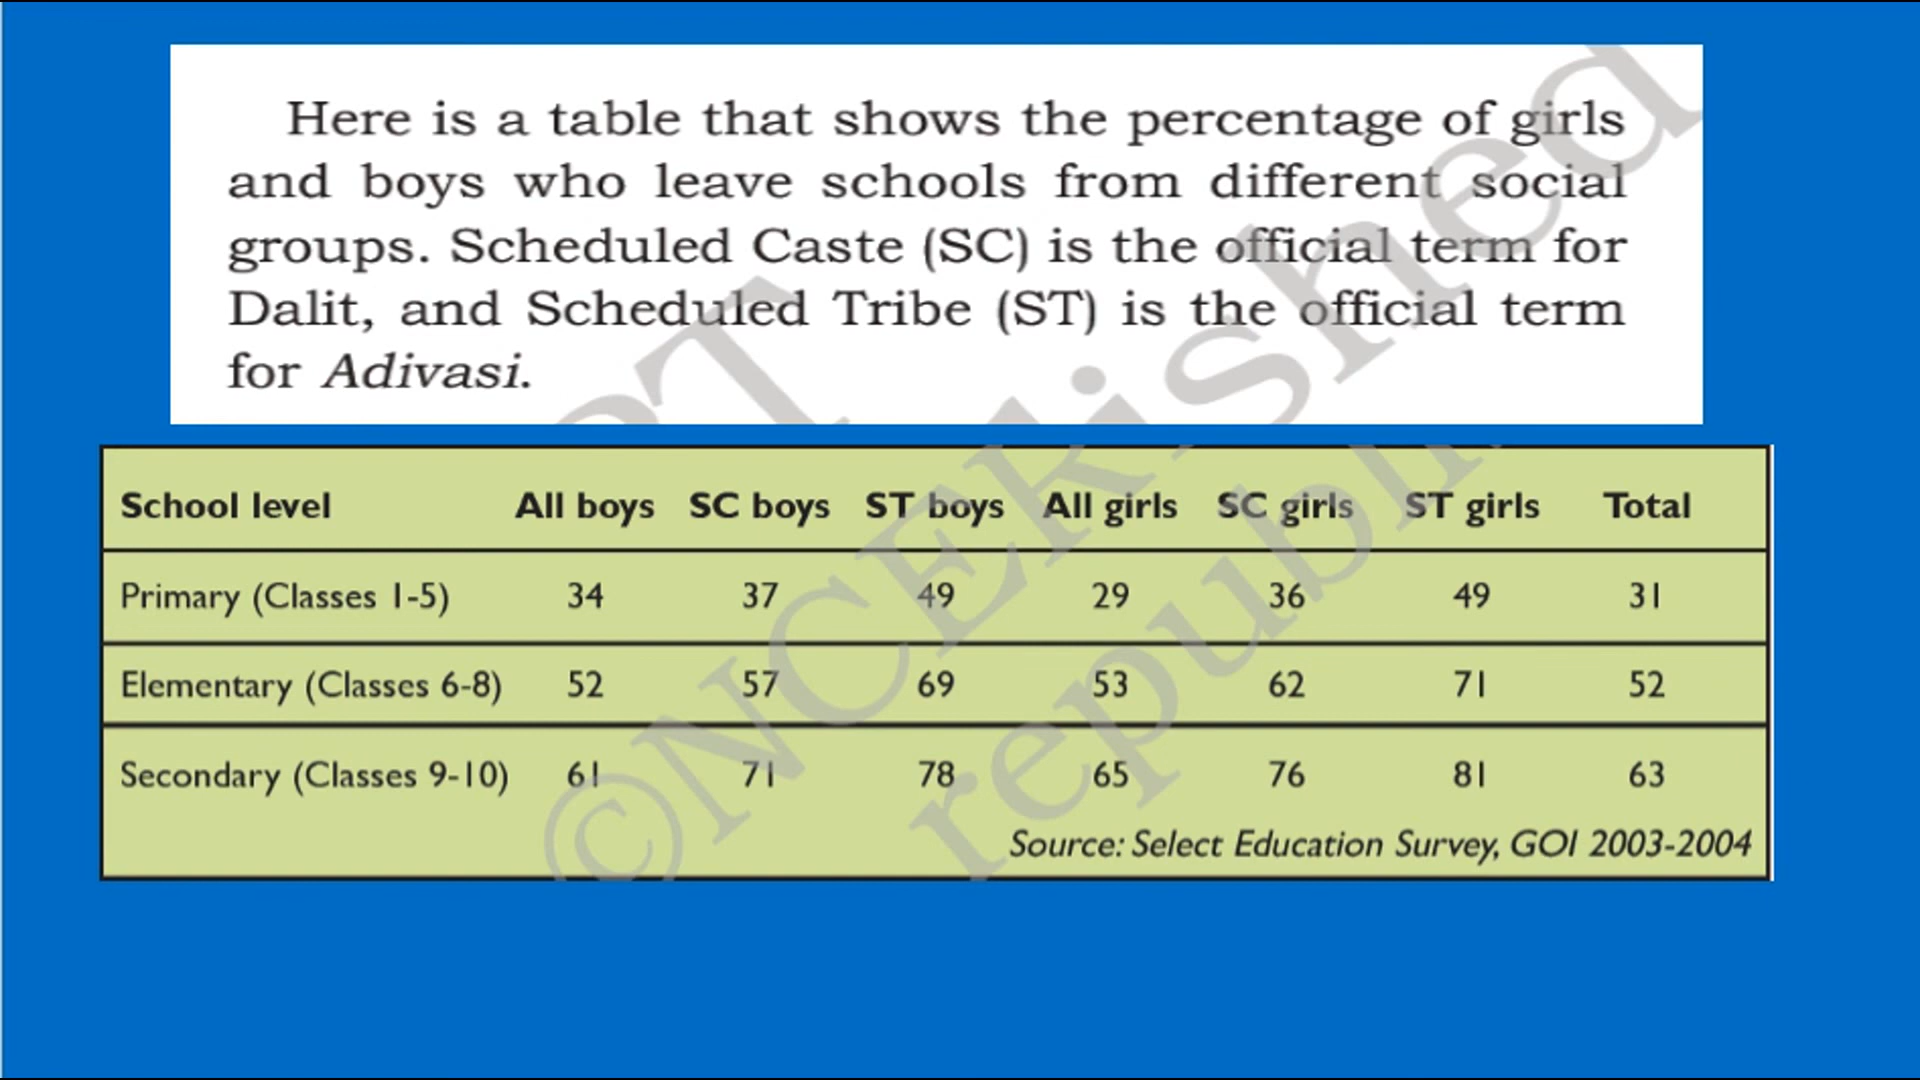 Here is a table that shows the percentage of girls
and boys who leave schools from different social
groups. Scheduled Caste (SC) is the official term for
Dalit, and Scheduled Tribe (ST) is the official term
for Adivasi.
School level All boys SC boys ST boys All girls SC girls ST girls Total
Primary (Classes 1-5) 34 37 49 29 36 49 31
Elementary (Classes 6-8) 52 57 69 53 62 71 52
Secondary (Classes 9-10) 61 71 78 65 76 81 63
Source: Select Education Survey, GOI 2003-2004
©NCER
republi
shed